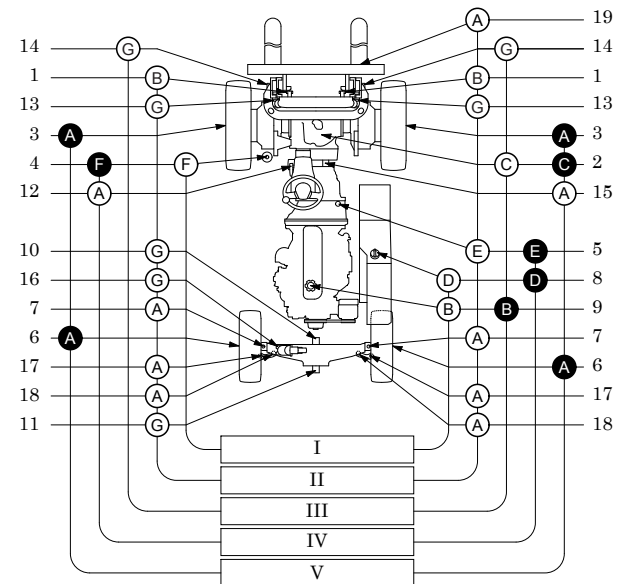 A 19
14 G G 14
1 B B 1
13 G G 13
3 A A 3
4 F F C C 2
12 A A 15
10 G E E 5
16 G D D 8
7 A B B 9
6 A A 7
17 A A 6
18 A A 17
11 G A 18
I
II
III
IV
V